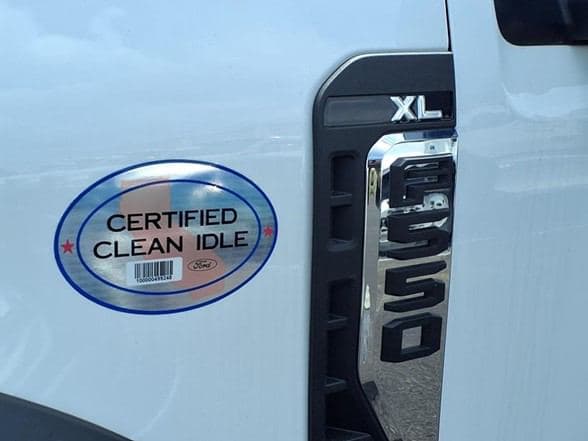 XL
F550
CERTIFIED
CLEAN IDLE
Ford